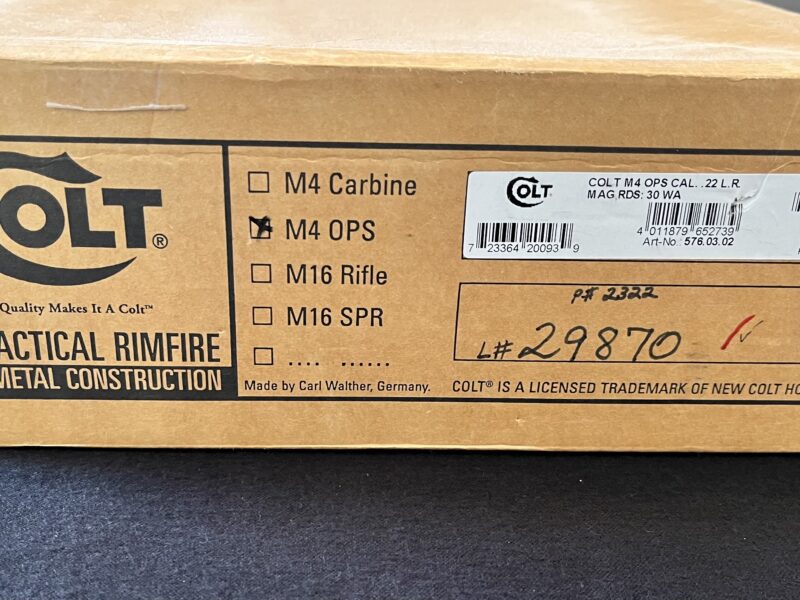 COLT®
Quality Makes It A Colt™
ACTICAL RIMFIRE
METAL CONSTRUCTION
M4 Carbine
M4 OPS
M16 Rifle
M16 SPR
.... ......
Made by Carl Walther, Germany.
COLT
COLT M4 OPS CAL. .22 L.R.
MAG RDS: 30 WA
7 23364 20093 9
4 011879 652739
Art-No.: 576.03.02
P# 2322
L# 29870
COLT® IS A LICENSED TRADEMARK OF NEW COLT HO